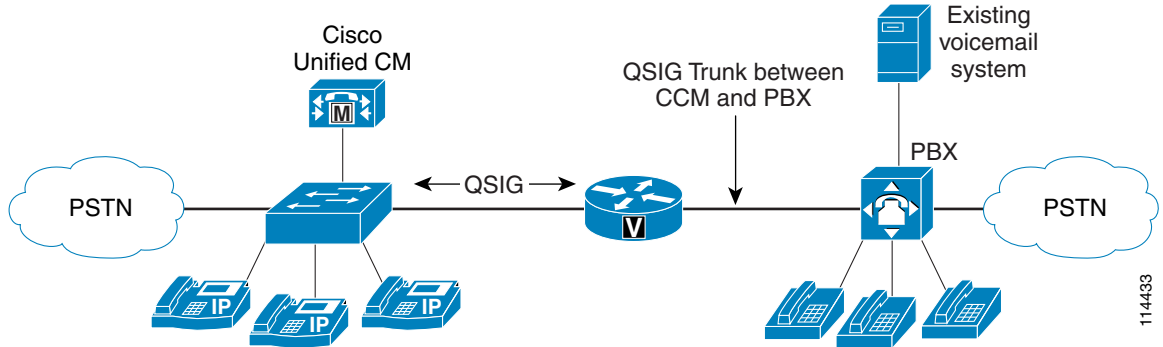 Cisco
Unified CM
M
QSIG Trunk between
CCM and PBX
Existing
voicemail
system
PBX
PSTN
QSIG
V
PSTN
IP
IP
IP
114433